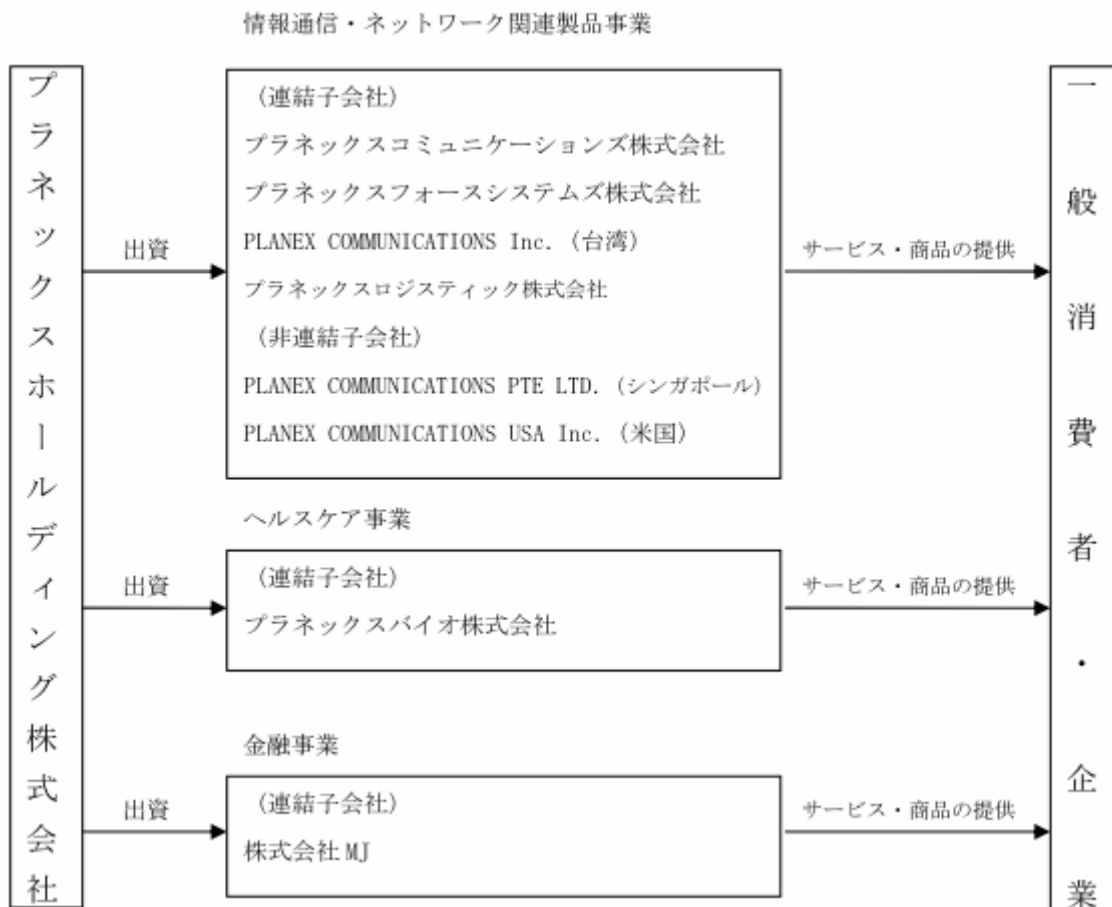 情報通信・ネットワーク関連製品事業
プラネックスホールディング株式会社
出資
（連結子会社）
プラネックスコミュニケーションズ株式会社
プラネックスフォースシステムズ株式会社
PLANEX COMMUNICATIONS Inc.（台湾）
プラネックスロジスティック株式会社
（非連結子会社）
PLANEX COMMUNICATIONS PTE LTD.（シンガポール）
PLANEX COMMUNICATIONS USA Inc.（米国）
サービス・商品の提供
一般消費者・企業
ヘルスケア事業
出資
（連結子会社）
プラネックスバイオ株式会社
サービス・商品の提供
金融事業
出資
（連結子会社）
株式会社MJ
サービス・商品の提供